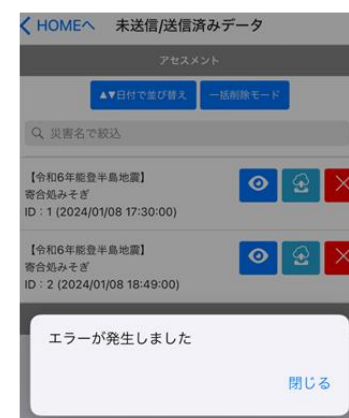 HOMEへ 未送信/送信済みデータ
アセスメント
▲▼日付で並び替え 一括削除モード
災害名で絞込
【令和6年能登半島地震】
寄合処みそぎ
ID：1 (2024/01/08 17:30:00)
【令和6年能登半島地震】
寄合処みそぎ
ID：2 (2024/01/08 18:49:00)
エラーが発生しました
閉じる